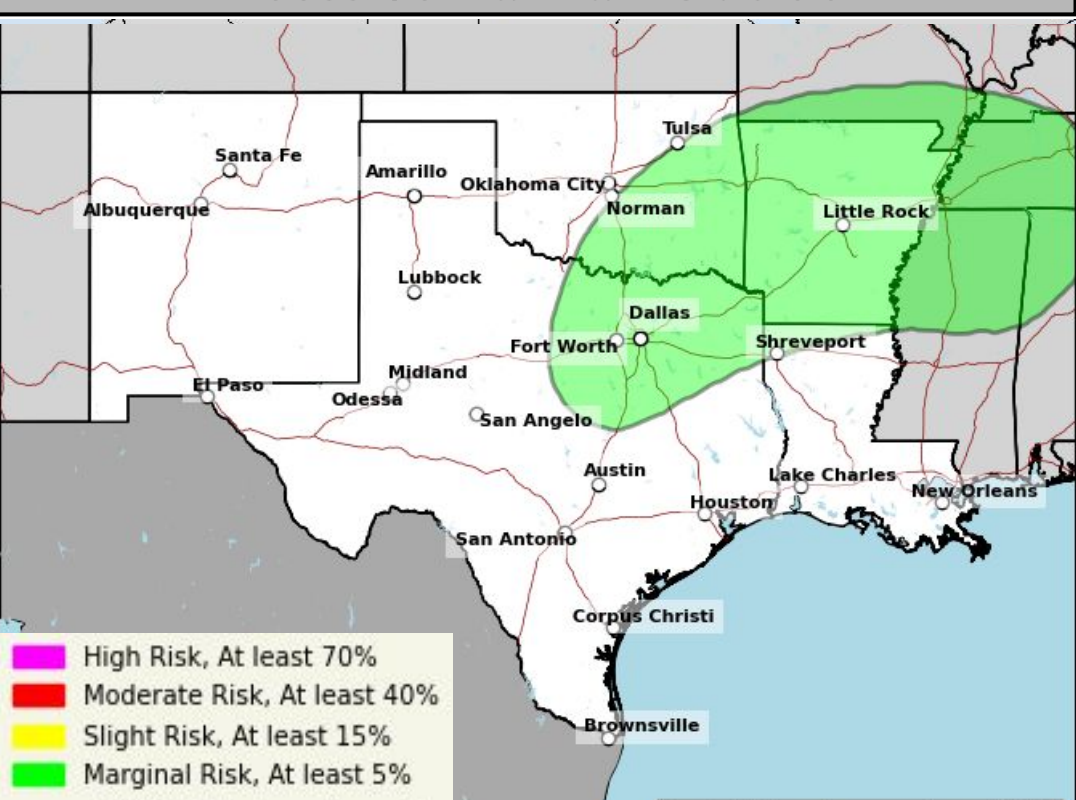 Tulsa
Santa Fe
Amarillo
Oklahoma City
Albuquerque
Norman
Little Rock
Lubbock
Dallas
Fort Worth
Shreveport
Midland
El Paso
Odessa
San Angelo
Austin
Lake Charles
New Orleans
Houston
San Antonio
Corpus Christi
High Risk, At least 70%
Moderate Risk, At least 40%
Brownsville
Slight Risk, At least 15%
Marginal Risk, At least 5%